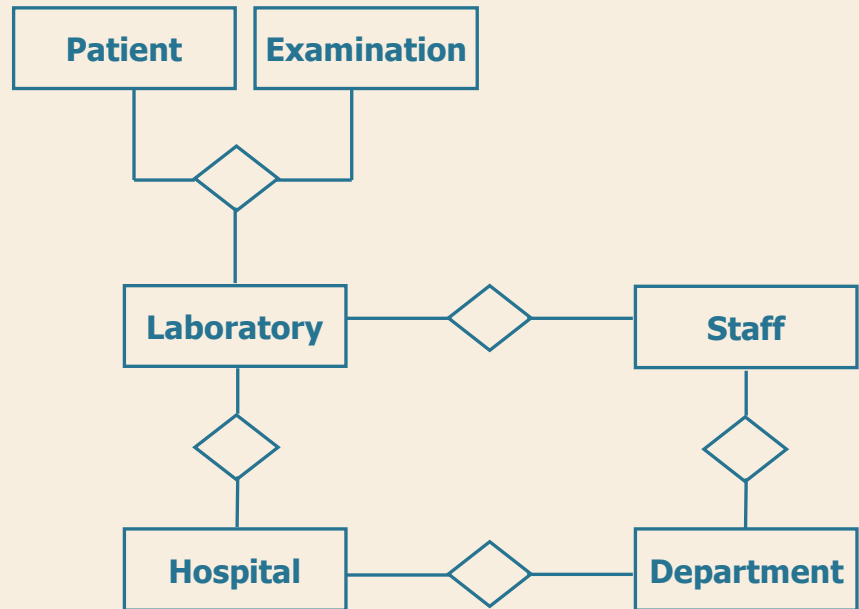 Patient
Examination
Laboratory
Staff
Hospital
Department